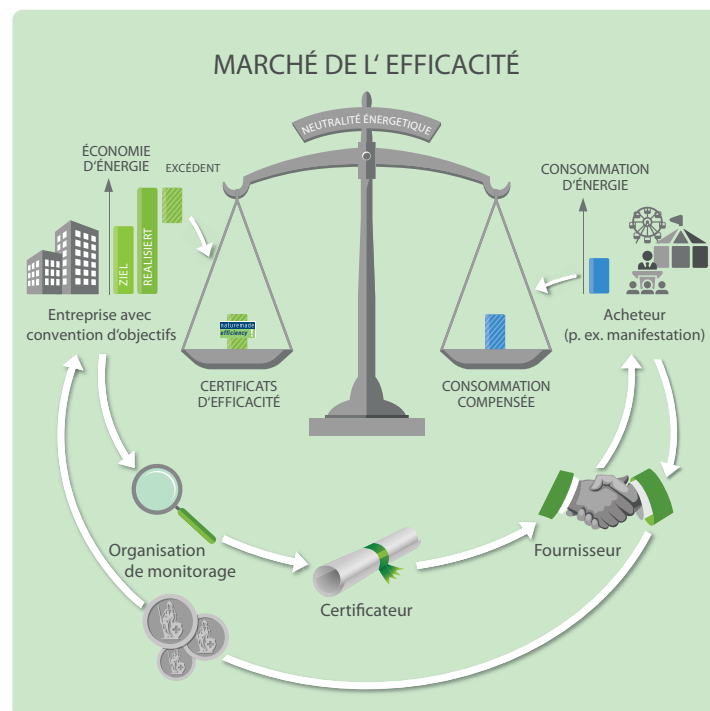 MARCHÉ DE L‘ EFFICACITÉ
NEUTRALITÉ ÉNERGETIQUE
ÉCONOMIE
D‘ÉNERGIE
EXCÉDENT
ZIEL
REALISIERT
Entreprise avec
convention d‘objectifs
CONSOMMATION
D‘ÉNERGIE
Acheteur
(p. ex. manifestation)
naturemade
efficiency!
CERTIFICATS
D‘EFFICACITÉ
CONSOMMATION
COMPENSÉE
Organisation
de monitorage
Certificateur
Fournisseur